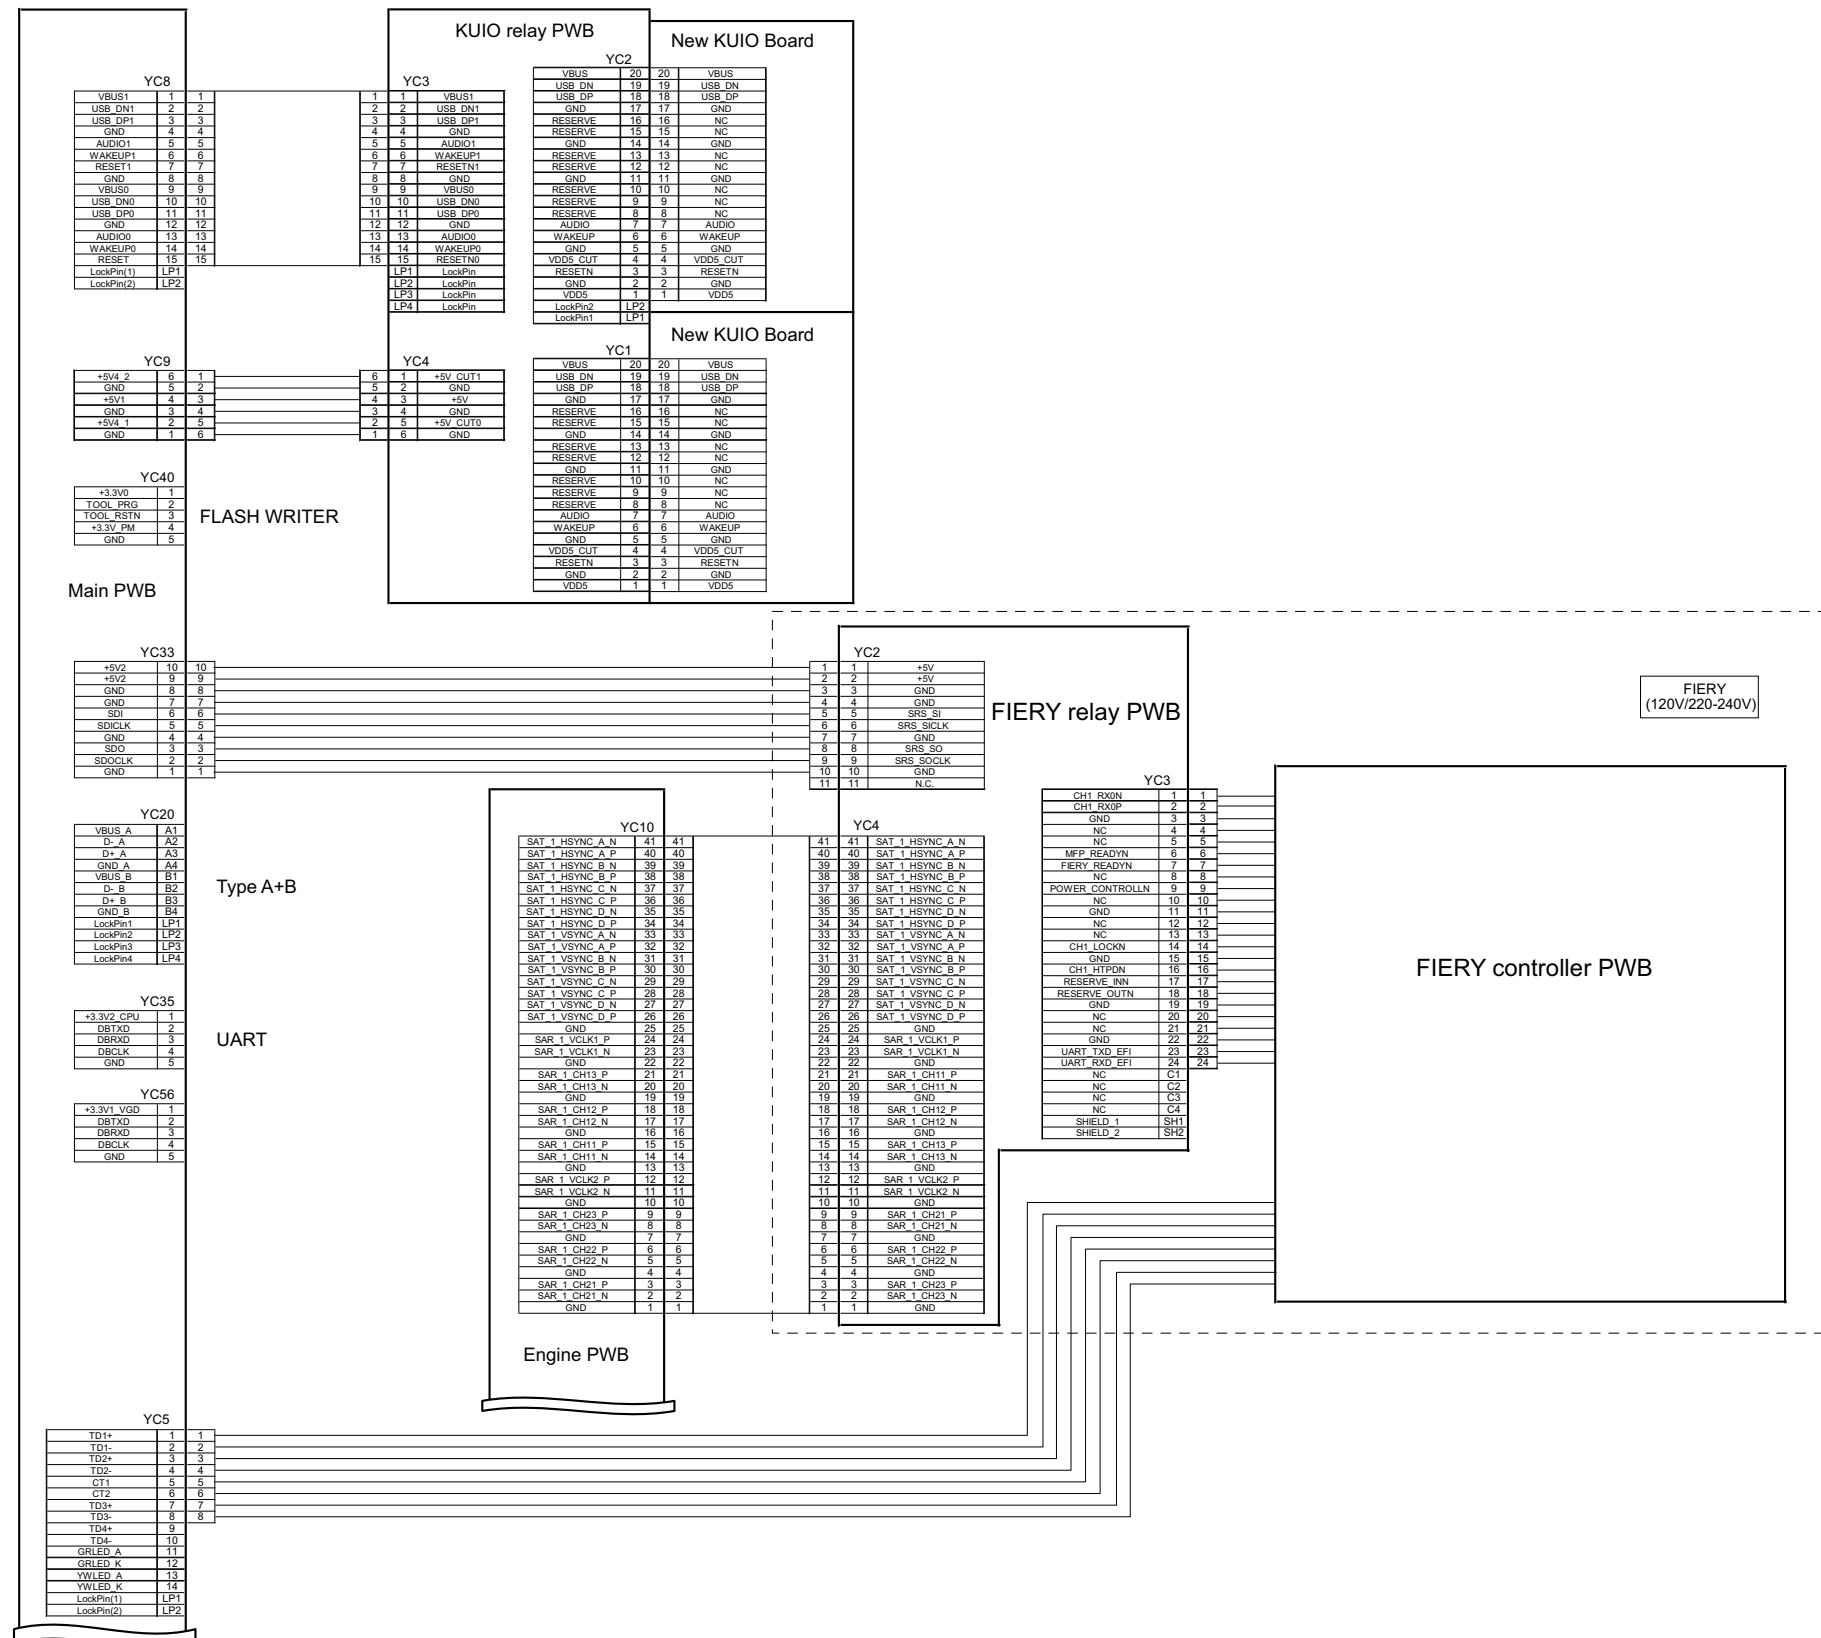 KUIO relay PWB
New KUIO Board
YC8
VBUS1 1 1
USB_DN1 2 2
USB_DP1 3 3
GND 4 4
AUDIO1 5 5
WAKEUP1 6 6
RESET1 7 7
GND 8 8
VBUS0 9 9
USB_DN0 10 10
USB_DP0 11 11
GND 12 12
AUDIO0 13 13
WAKEUP0 14 14
RESET 15 15
LockPin(1) LP1
LockPin(2) LP2
YC3
1 1 VBUS1
2 2 USB_DN1
3 3 USB_DP1
4 4 GND
5 5 AUDIO1
6 6 WAKEUP1
7 7 RESETN1
8 8 GND
9 9 VBUS0
10 10 USB_DN0
11 11 USB_DP0
12 12 GND
13 13 AUDIO0
14 14 WAKEUP0
15 15 RESETN0
LP1 LockPin
LP2 LockPin
LP3 LockPin
LP4 LockPin
YC2
VBUS 20 20 VBUS
USB_DN 19 19 USB_DN
USB_DP 18 18 USB_DP
GND 17 17 GND
RESERVE 16 16 NC
RESERVE 15 15 NC
GND 14 14 GND
RESERVE 13 13 NC
RESERVE 12 12 NC
GND 11 11 GND
RESERVE 10 10 NC
RESERVE 9 9 NC
RESERVE 8 8 NC
AUDIO 7 7 AUDIO
WAKEUP 6 6 WAKEUP
GND 5 5 GND
VDD5_CUT 4 4 VDD5_CUT
RESETN 3 3 RESETN
GND 2 2 GND
VDD5 1 1 VDD5
LockPin2 LP2
LockPin1 LP1
New KUIO Board
YC9
+5V4_2 6 1
GND 5 2
+5V1 4 3
GND 3 4
+5V4_1 2 5
GND 1 6
YC4
6 1 +5V_CUT1
5 2 GND
4 3 +5V
3 4 GND
2 5 +5V_CUT0
1 6 GND
YC1
VBUS 20 20 VBUS
USB_DN 19 19 USB_DN
USB_DP 18 18 USB_DP
GND 17 17 GND
RESERVE 16 16 NC
RESERVE 15 15 NC
GND 14 14 GND
RESERVE 13 13 NC
RESERVE 12 12 NC
GND 11 11 GND
RESERVE 10 10 NC
RESERVE 9 9 NC
RESERVE 8 8 NC
AUDIO 7 7 AUDIO
WAKEUP 6 6 WAKEUP
GND 5 5 GND
VDD5_CUT 4 4 VDD5_CUT
RESETN 3 3 RESETN
GND 2 2 GND
VDD5 1 1 VDD5
YC40
+3.3V0 1
TOOL_PRG 2
TOOL_RSTN 3
+3.3V_PM 4
GND 5
FLASH WRITER
Main PWB
YC33
+5V2 10 10
+5V2 9 9
GND 8 8
GND 7 7
SDI 6 6
SDICLK 5 5
GND 4 4
SDO 3 3
SDOCLK 2 2
GND 1 1
YC2
1 1 +5V
2 2 +5V
3 3 GND
4 4 GND
5 5 SRS_SI
6 6 SRS_SICLK
7 7 GND
8 8 SRS_SO
9 9 SRS_SOCLK
10 10 GND
11 11 N.C.
FIERY relay PWB
FIERY
(120V/220-240V)
YC3
CH1_RX0N 1 1
CH1_RX0P 2 2
GND 3 3
NC 4 4
NC 5 5
MFP_READYN 6 6
FIERY_READYN 7 7
NC 8 8
POWER_CONTROLLN 9 9
NC 10 10
GND 11 11
NC 12 12
NC 13 13
CH1_LOCKN 14 14
GND 15 15
CH1_HTPDN 16 16
RESERVE_INN 17 17
RESERVE_OUTN 18 18
GND 19 19
NC 20 20
NC 21 21
GND 22 22
UART_TXD_EFI 23 23
UART_RXD_EFI 24 24
NC C1
NC C2
NC C3
NC C4
SHIELD_1 SH1
SHIELD_2 SH2
FIERY controller PWB
YC20
VBUS_A A1
D-_A A2
D+_A A3
GND_A A4
VBUS_B B1
D-_B B2
D+_B B3
GND_B B4
LockPin1 LP1
LockPin2 LP2
LockPin3 LP3
LockPin4 LP4
Type A+B
YC35
+3.3V2_CPU 1
DBTXD 2
DBRXD 3
DBCLK 4
GND 5
UART
YC56
+3.3V1_VGD 1
DBTXD 2
DBRXD 3
DBCLK 4
GND 5
YC10
SAT_1_HSYNC_A_N 41 41
SAT_1_HSYNC_A_P 40 40
SAT_1_HSYNC_B_N 39 39
SAT_1_HSYNC_B_P 38 38
SAT_1_HSYNC_C_N 37 37
SAT_1_HSYNC_C_P 36 36
SAT_1_HSYNC_D_N 35 35
SAT_1_HSYNC_D_P 34 34
SAT_1_VSYNC_A_N 33 33
SAT_1_VSYNC_A_P 32 32
SAT_1_VSYNC_B_N 31 31
SAT_1_VSYNC_B_P 30 30
SAT_1_VSYNC_C_N 29 29
SAT_1_VSYNC_C_P 28 28
SAT_1_VSYNC_D_N 27 27
SAT_1_VSYNC_D_P 26 26
GND 25 25
SAR_1_VCLK1_P 24 24
SAR_1_VCLK1_N 23 23
GND 22 22
SAR_1_CH13_P 21 21
SAR_1_CH13_N 20 20
GND 19 19
SAR_1_CH12_P 18 18
SAR_1_CH12_N 17 17
GND 16 16
SAR_1_CH11_P 15 15
SAR_1_CH11_N 14 14
GND 13 13
SAR_1_VCLK2_P 12 12
SAR_1_VCLK2_N 11 11
GND 10 10
SAR_1_CH23_P 9 9
SAR_1_CH23_N 8 8
GND 7 7
SAR_1_CH22_P 6 6
SAR_1_CH22_N 5 5
GND 4 4
SAR_1_CH21_P 3 3
SAR_1_CH21_N 2 2
GND 1 1
Engine PWB
YC4
41 41 SAT_1_HSYNC_A_N
40 40 SAT_1_HSYNC_A_P
39 39 SAT_1_HSYNC_B_N
38 38 SAT_1_HSYNC_B_P
37 37 SAT_1_HSYNC_C_N
36 36 SAT_1_HSYNC_C_P
35 35 SAT_1_HSYNC_D_N
34 34 SAT_1_HSYNC_D_P
33 33 SAT_1_VSYNC_A_N
32 32 SAT_1_VSYNC_A_P
31 31 SAT_1_VSYNC_B_N
30 30 SAT_1_VSYNC_B_P
29 29 SAT_1_VSYNC_C_N
28 28 SAT_1_VSYNC_C_P
27 27 SAT_1_VSYNC_D_N
26 26 SAT_1_VSYNC_D_P
25 25 GND
24 24 SAR_1_VCLK1_P
23 23 SAR_1_VCLK1_N
22 22 GND
21 21 SAR_1_CH11_P
20 20 SAR_1_CH11_N
19 19 GND
18 18 SAR_1_CH12_P
17 17 SAR_1_CH12_N
16 16 GND
15 15 SAR_1_CH13_P
14 14 SAR_1_CH13_N
13 13 GND
12 12 SAR_1_VCLK2_P
11 11 SAR_1_VCLK2_N
10 10 GND
9 9 SAR_1_CH21_P
8 8 SAR_1_CH21_N
7 7 GND
6 6 SAR_1_CH22_P
5 5 SAR_1_CH22_N
4 4 GND
3 3 SAR_1_CH23_P
2 2 SAR_1_CH23_N
1 1 GND
YC5
TD1+ 1 1
TD1- 2 2
TD2+ 3 3
TD2- 4 4
CT1 5 5
CT2 6 6
TD3+ 7 7
TD3- 8 8
TD4+ 9
TD4- 10
GRLED_A 11
GRLED_K 12
YWLED_A 13
YWLED_K 14
LockPin(1) LP1
LockPin(2) LP2